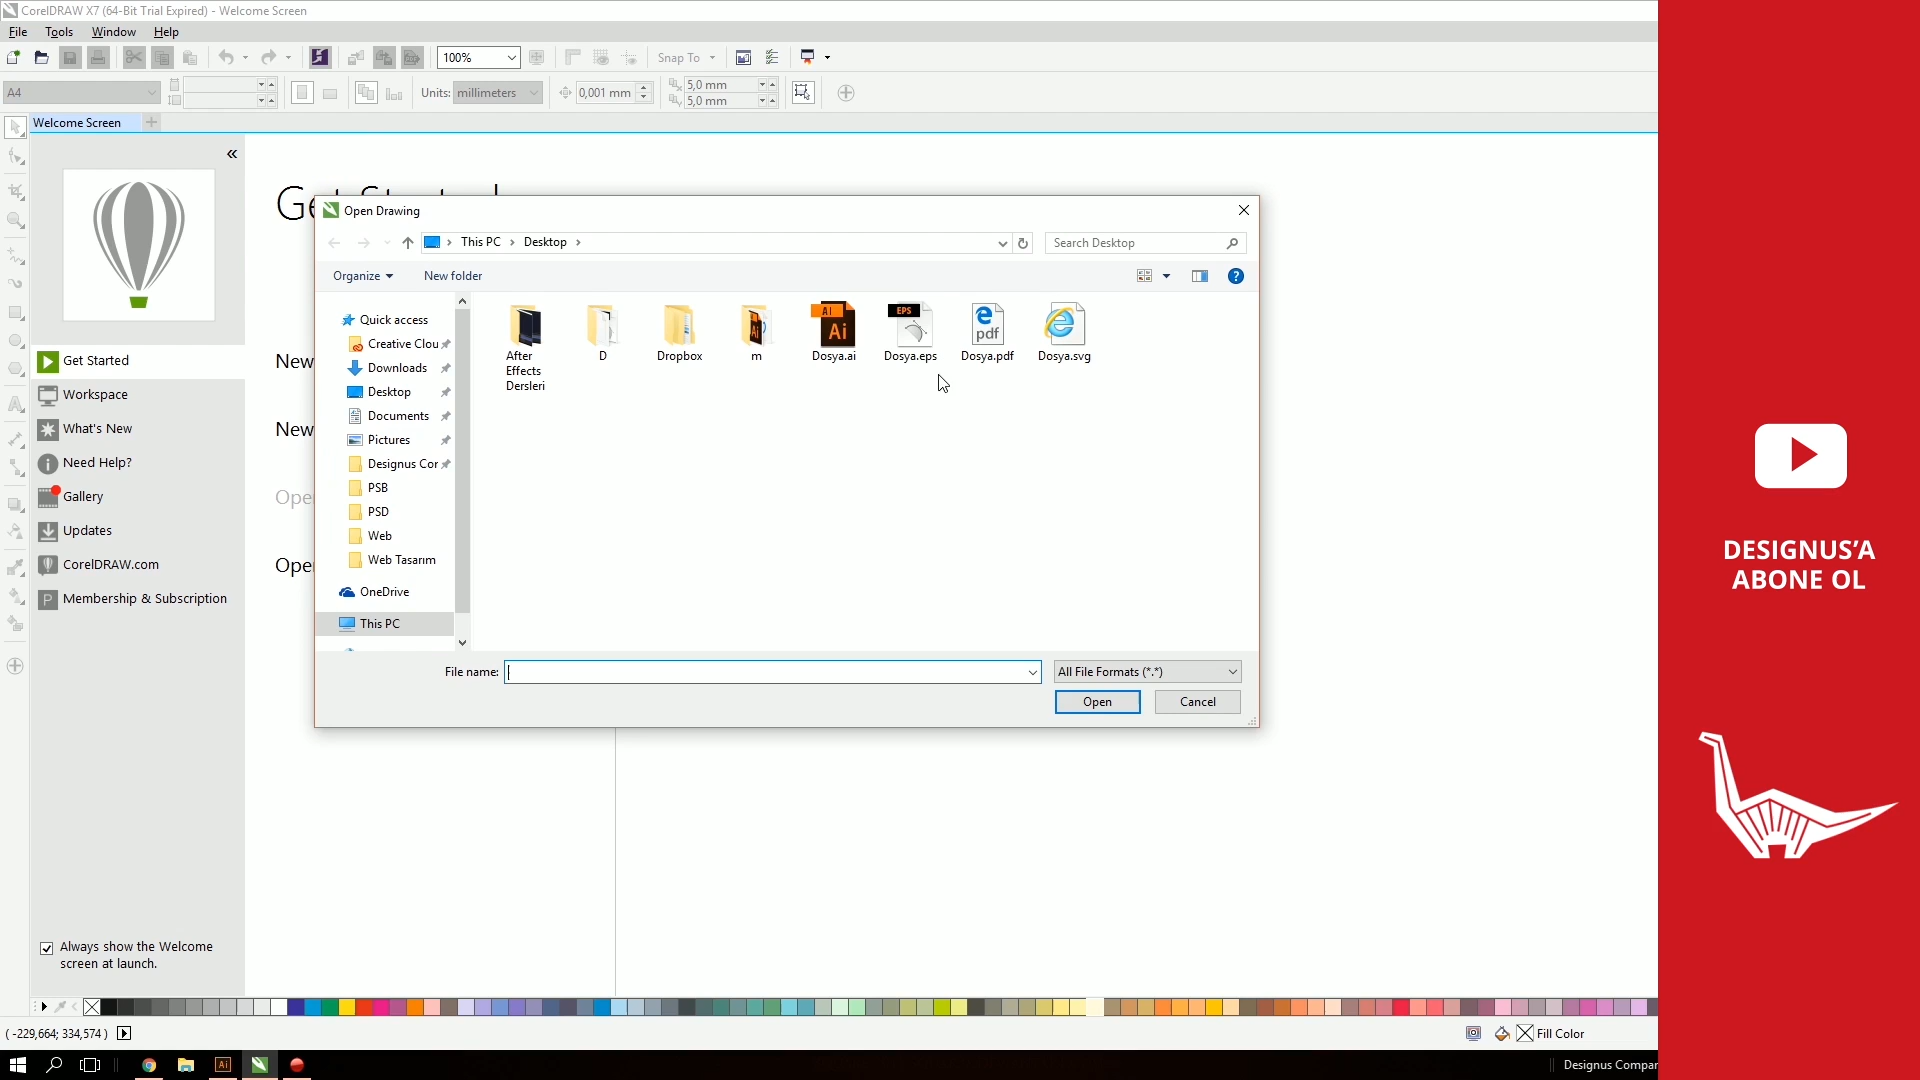 CorelDRAW X7 (64-Bit Trial Expired) - Welcome Screen
File Tools Window Help
100% Snap To
A4 Units: millimeters 0,001 mm 5,0 mm
5,0 mm
Welcome Screen
Get Started
Workspace
What's New
Need Help?
Gallery
Updates
CorelDRAW.com
Membership & Subscription
Always show the Welcome
screen at launch.
New
New
Open Drawing
This PC Desktop Search Desktop
Organize New folder
Quick access
Creative Clou
Downloads
Desktop
Documents
Pictures
Designus Cor
PSB
PSD
Web
Web Tasarım
OneDrive
This PC
After
Effects
Dersleri
D
Dropbox
m
Dosya.ai
Dosya.eps
Dosya.pdf
Dosya.svg
File name: All File Formats (*.*)
Open Cancel
( -229,664; 334,574 ) Fill Color
Designus Compar
DESIGNUS'A
ABONE OL